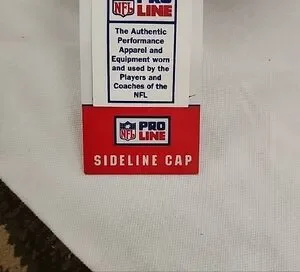 NFL PRO
LINE
The Authentic
Performance
Apparel and
Equipment worn
and used by the
Players and
Coaches of the
NFL
NFL PRO
LINE
SIDELINE CAP